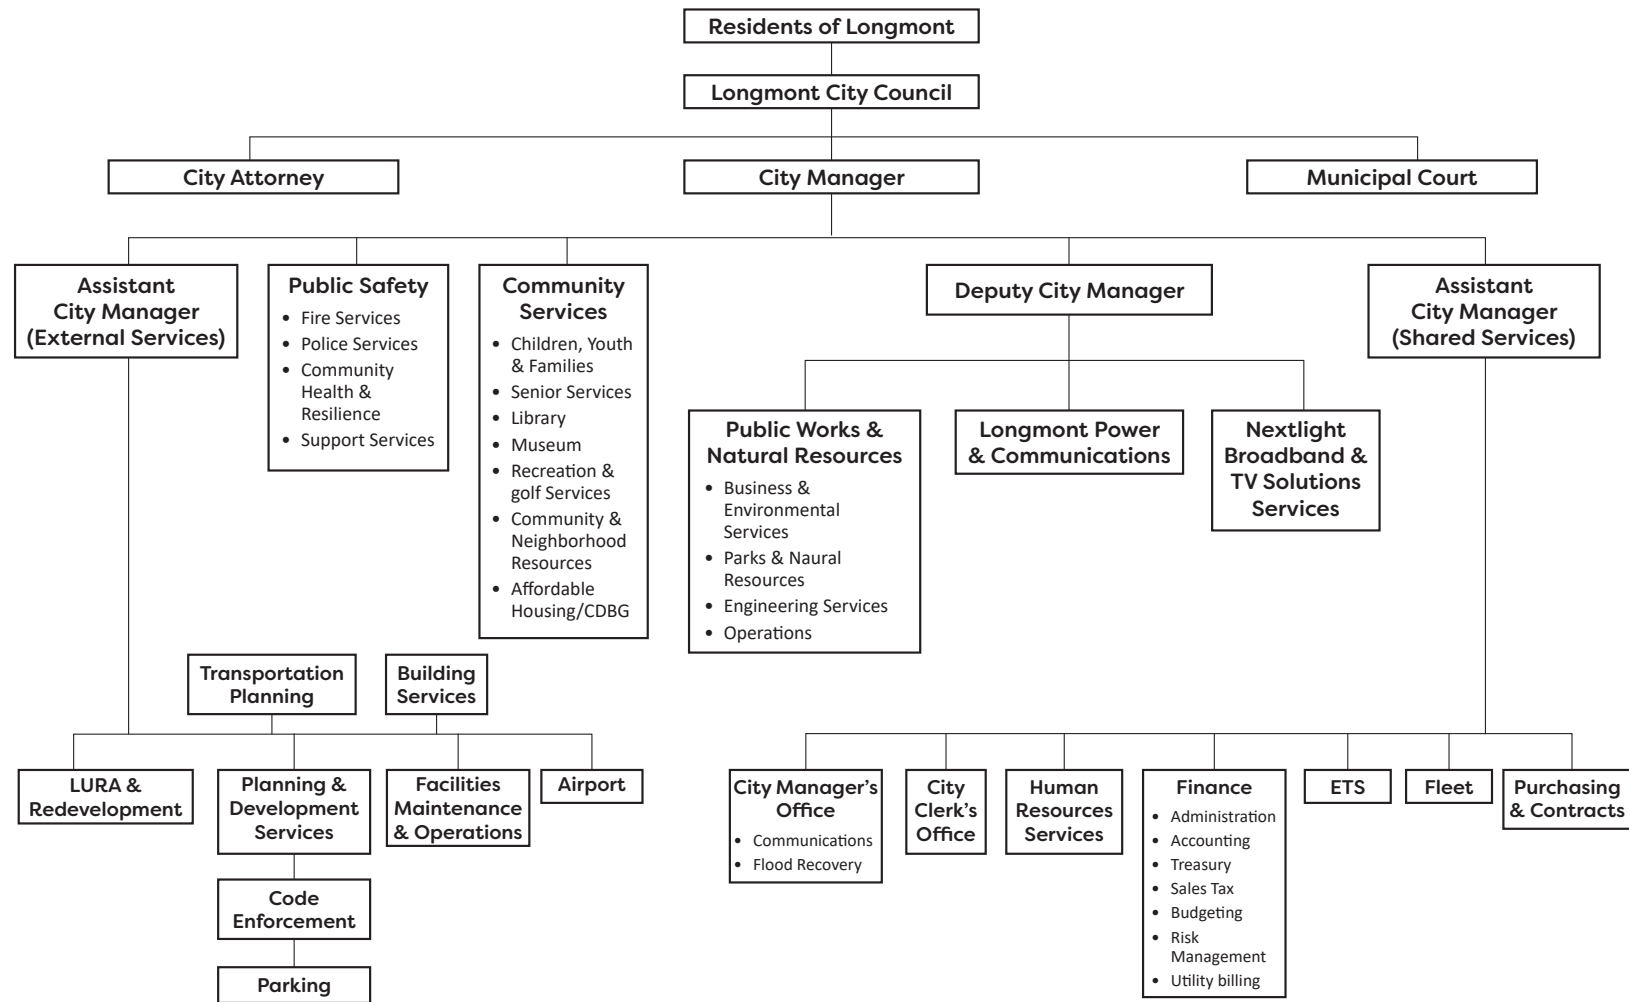 Residents of Longmont
Longmont City Council
City Attorney
City Manager
Municipal Court
Assistant
City Manager
(External Services)
Public Safety
• Fire Services
• Police Services
• Community
Health &
Resilience
• Support Services
Community
Services
• Children, Youth
& Families
• Senior Services
• Library
• Museum
• Recreation &
golf Services
• Community &
Neighborhood
Resources
• Affordable
Housing/CDBG
Deputy City Manager
Assistant
City Manager
(Shared Services)
Public Works &
Natural Resources
• Business &
Environmental
Services
• Parks & Naural
Resources
• Engineering Services
• Operations
Longmont Power
& Communications
Nextlight
Broadband &
TV Solutions
Services
Transportation
Planning
Building
Services
LURA &
Redevelopment
Planning &
Development
Services
Facilities
Maintenance
& Operations
Airport
Code
Enforcement
Parking
City Manager's
Office
• Communications
• Flood Recovery
City
Clerk's
Office
Human
Resources
Services
Finance
• Administration
• Accounting
• Treasury
• Sales Tax
• Budgeting
• Risk
Management
• Utility billing
ETS
Fleet
Purchasing
& Contracts